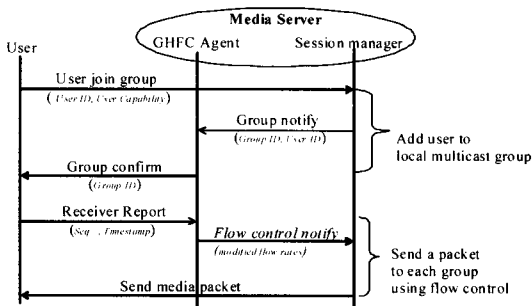 Media Server
User
GHFC Agent
Session manager
User join group
(User ID, User Capability)
Group notify
(Group ID, User ID)
Add user to
local multicast group
Group confirm
(Group ID)
Receiver Report
(Seq , Timestamp)
Flow control notify
(modified flow rates)
Send a packet
to each group
using flow control
Send media packet